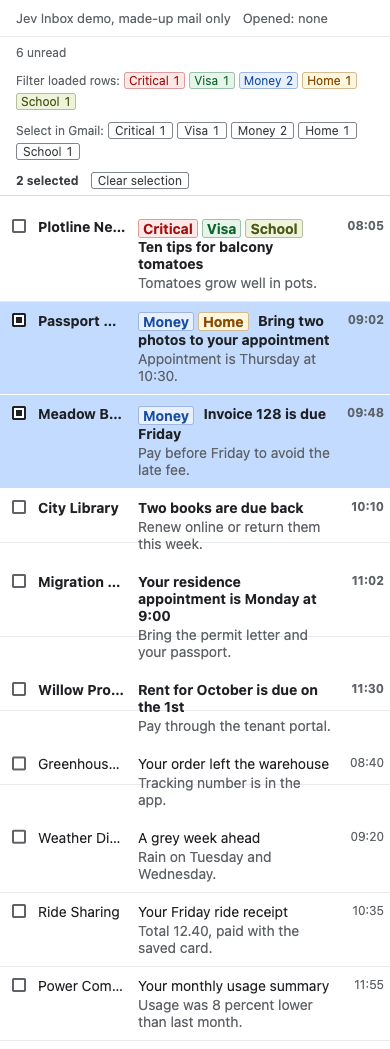 Jev Inbox demo, made-up mail only Opened: none
6 unread
Filter loaded rows: Critical 1 Visa 1 Money 2 Home 1
School 1
Select in Gmail: Critical 1 Visa 1 Money 2 Home 1
School 1
2 selected Clear selection
Plotline Ne... Critical Visa School 08:05
Ten tips for balcony
tomatoes
Tomatoes grow well in pots.
Passport ... Money Home Bring two 09:02
photos to your appointment
Appointment is Thursday at
10:30.
Meadow B... Money Invoice 128 is due 09:48
Friday
Pay before Friday to avoid the
late fee.
City Library Two books are due back 10:10
Renew online or return them
this week.
Migration ... Your residence 11:02
appointment is Monday at
9:00
Bring the permit letter and
your passport.
Willow Pro... Rent for October is due on 11:30
the 1st
Pay through the tenant portal.
Greenhous... Your order left the warehouse 08:40
Tracking number is in the
app.
Weather Di... A grey week ahead 09:20
Rain on Tuesday and
Wednesday.
Ride Sharing Your Friday ride receipt 10:35
Total 12.40, paid with the
saved card.
Power Com... Your monthly usage summary 11:55
Usage was 8 percent lower
than last month.